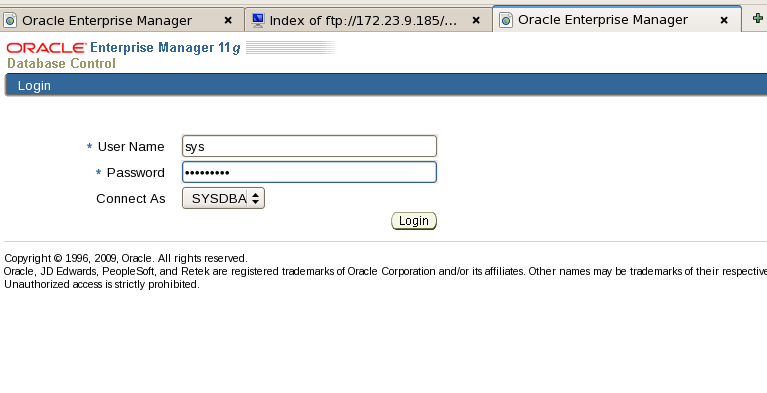 Oracle Enterprise Manager
Index of ftp://172.23.9.185/...
Oracle Enterprise Manager
ORACLE Enterprise Manager 11g
Database Control
Login
* User Name sys
* Password •••••••••
Connect As SYSDBA
Login
Copyright © 1996, 2009, Oracle. All rights reserved.
Oracle, JD Edwards, PeopleSoft, and Retek are registered trademarks of Oracle Corporation and/or its affiliates. Other names may be trademarks of their respective
Unauthorized access is strictly prohibited.